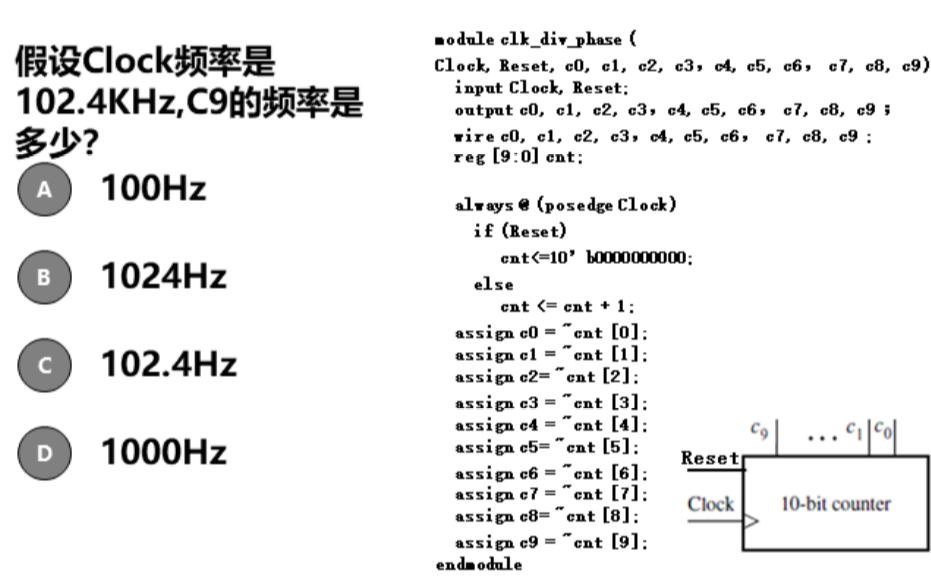 假设Clock频率是
102.4KHz,C9的频率是
多少?
A 100Hz
B 1024Hz
C 102.4Hz
D 1000Hz
module clk_div_phase (
Clock, Reset, c0, c1, c2, c3, c4, c5, c6, c7, c8, c9)
input Clock, Reset;
output c0, c1, c2, c3, c4, c5, c6, c7, c8, c9 ;
wire c0, c1, c2, c3, c4, c5, c6, c7, c8, c9 ;
reg [9:0] cnt;
always @ (posedge Clock)
if (Reset)
cnt<=10’ b0000000000;
else
cnt <= cnt + 1;
assign c0 = ~cnt [0];
assign c1 = ~cnt [1];
assign c2= ~cnt [2];
assign c3 = ~cnt [3];
assign c4 = ~cnt [4];
assign c5= ~cnt [5];
assign c6 = ~cnt [6];
assign c7 = ~cnt [7];
assign c8= ~cnt [8];
assign c9 = ~cnt [9];
endmodule
c9 ... c1 c0
Reset
Clock 10-bit counter